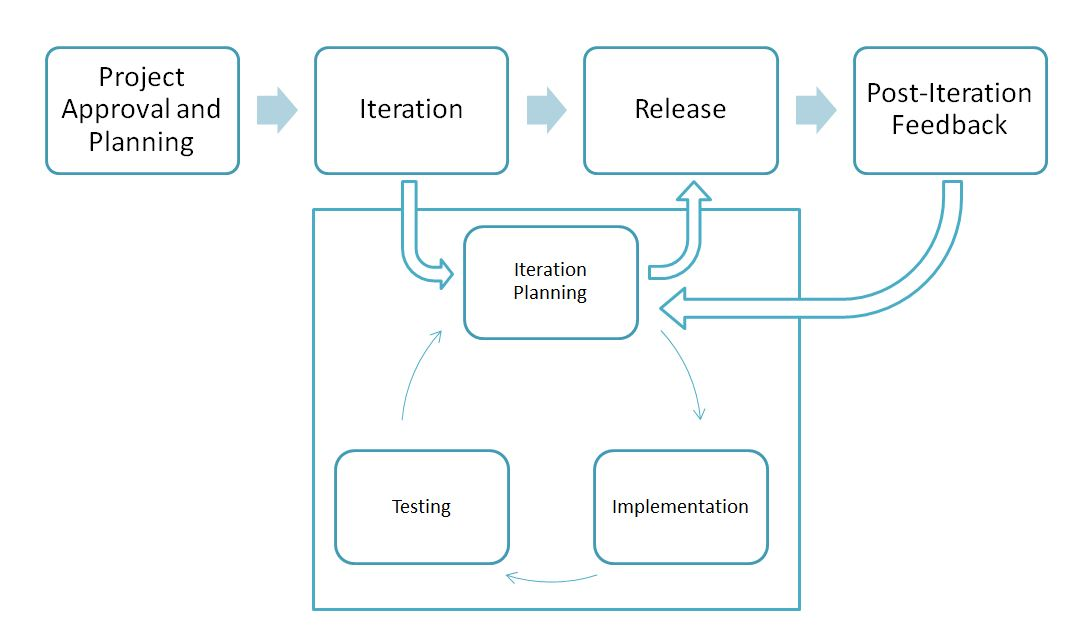 Project
Approval and
Planning
Iteration
Release
Post-Iteration
Feedback
Iteration
Planning
Testing
Implementation